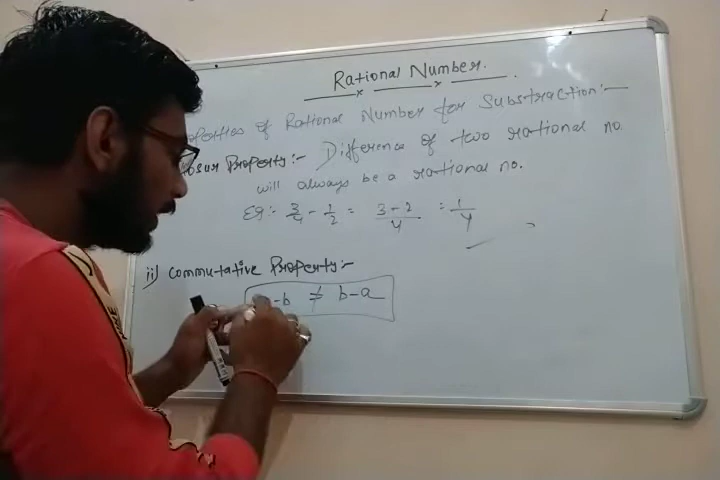 Rational Number.
of Rational Number for Substraction:-
Property:- Difference of two rational no.
will always be a rational no.
Eg:- 3/4 - 1/2 = 3-2/4 = 1/4
ii) Commutative Property:-
-b ≠ b-a